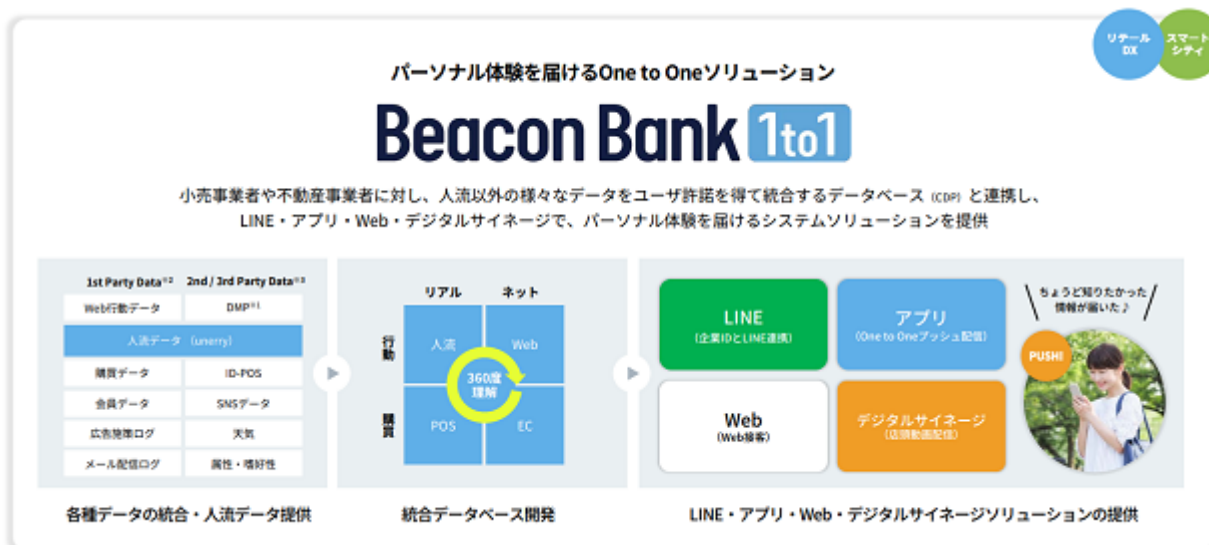 リテール
DX
スマート
シティ
パーソナル体験を届けるOne to Oneソリューション
Beacon Bank 1to1
小売事業者や不動産事業者に対し、人流以外の様々なデータをユーザ許諾を得て統合するデータベース (CDP) と連携し、
LINE・アプリ・Web・デジタルサイネージで、パーソナル体験を届けるシステムソリューションを提供
1st Party Data※2 2nd / 3rd Party Data※3
Web行動データ DMP※1
人流データ (unerry)
購買データ ID-POS
会員データ SNSデータ
広告施策ログ 天気
メール配信ログ 属性・嗜好性
各種データの統合・人流データ提供
リアル ネット
行動
人流 Web
360度
理解
購買
POS EC
統合データベース開発
LINE
(企業IDとLINE連携)
アプリ
(One to Oneプッシュ配信)
Web
(Web接客)
デジタルサイネージ
(店頭動画配信)
ちょうど知りたかった
情報が届いた♪
PUSH!
LINE・アプリ・Web・デジタルサイネージソリューションの提供